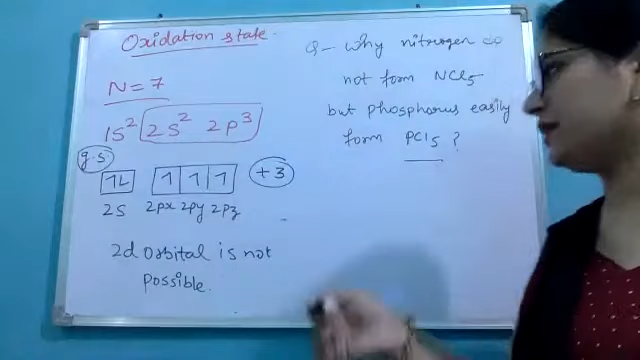 Oxidation state
N = 7
1s² 2s² 2p³
g.s
1L 1 1 1 +3
2s 2px 2py 2pz
2d orbital is not
possible.
Q- why nitrogen do
not form NCl5
but phosphorus easily
form PCl5 ?